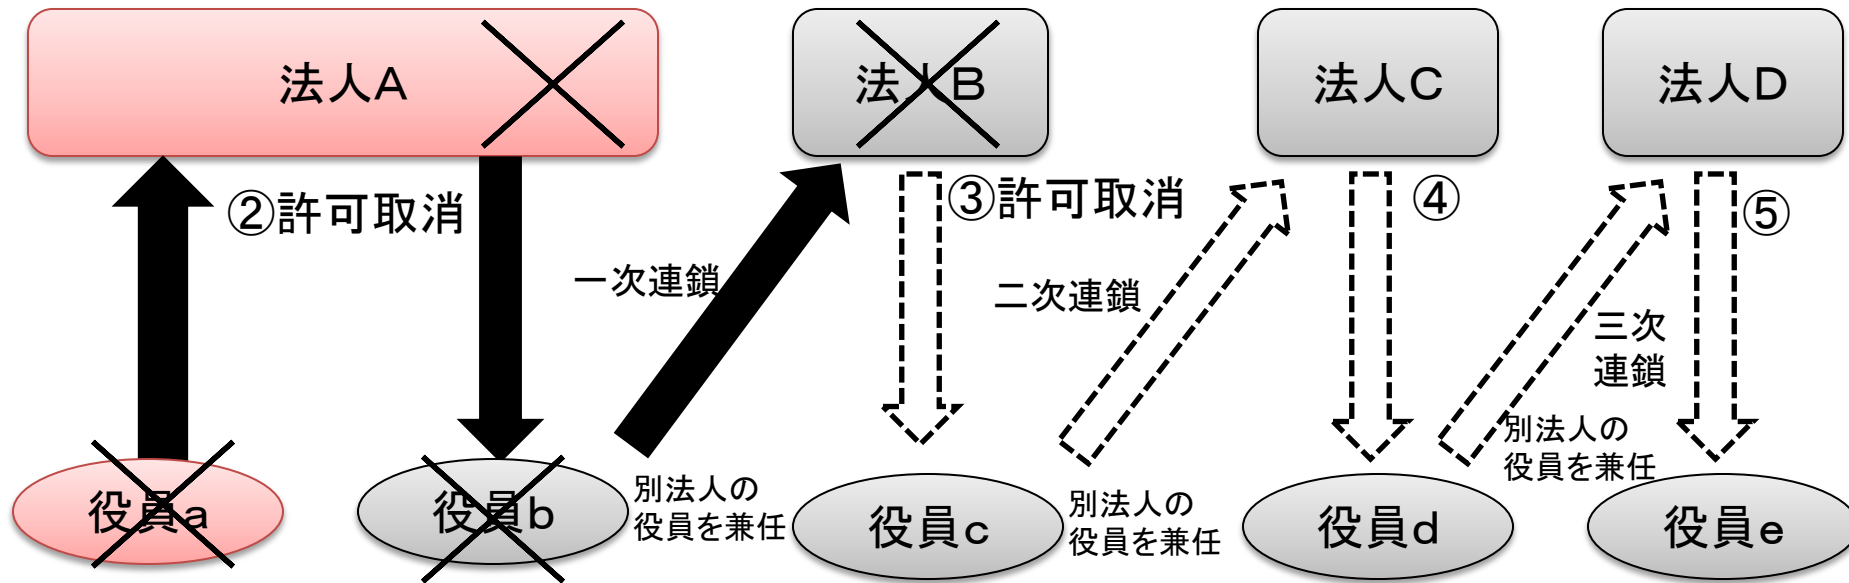 法人A
法人B
法人C
法人D
②許可取消
③許可取消
④
⑤
一次連鎖
二次連鎖
三次
連鎖
別法人の
役員を兼任
別法人の
役員を兼任
別法人の
役員を兼任
役員a
役員b
役員c
役員d
役員e